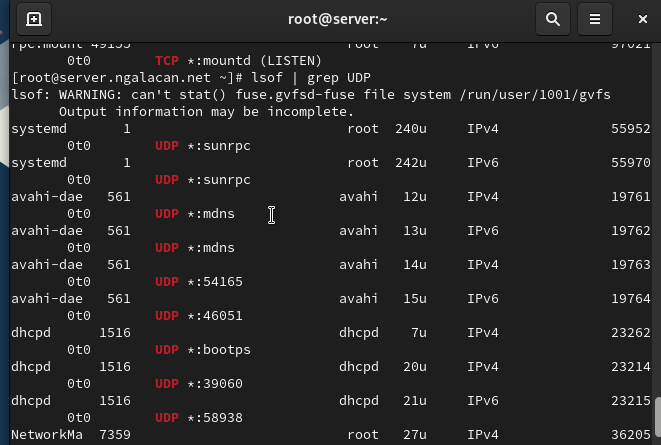 root@server:~
rpc.mount 49155 root 7u IPv6 97621
0t0 TCP *:mountd (LISTEN)
[root@server.ngalacan.net ~]# lsof | grep UDP
lsof: WARNING: can't stat() fuse.gvfsd-fuse file system /run/user/1001/gvfs
Output information may be incomplete.
systemd 1 root 240u IPv4 55952
0t0 UDP *:sunrpc
systemd 1 root 242u IPv6 55970
0t0 UDP *:sunrpc
avahi-dae 561 avahi 12u IPv4 19761
0t0 UDP *:mdns
avahi-dae 561 avahi 13u IPv6 19762
0t0 UDP *:mdns
avahi-dae 561 avahi 14u IPv4 19763
0t0 UDP *:54165
avahi-dae 561 avahi 15u IPv6 19764
0t0 UDP *:46051
dhcpd 1516 dhcpd 7u IPv4 23262
0t0 UDP *:bootps
dhcpd 1516 dhcpd 20u IPv4 23214
0t0 UDP *:39060
dhcpd 1516 dhcpd 21u IPv6 23215
0t0 UDP *:58938
NetworkMa 7359 root 27u IPv4 36205